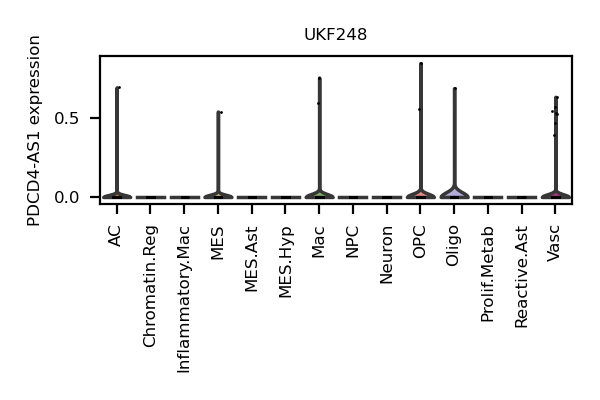 UKF248
PDCD4-AS1 expression
0.5
0.0
AC
Chromatin.Reg
Inflammatory.Mac
MES
MES.Ast
MES.Hyp
Mac
NPC
Neuron
OPC
Oligo
Prolif.Metab
Reactive.Ast
Vasc